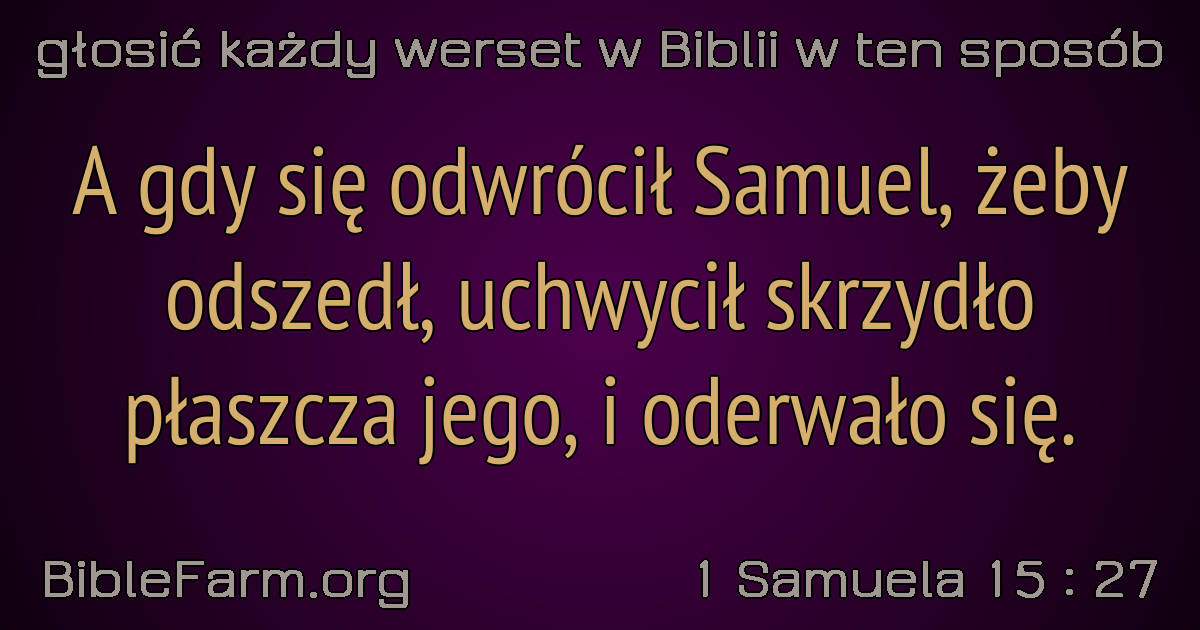 głosić każdy werset w Biblii w ten sposób
A gdy się odwrócił Samuel, żeby
odszedł, uchwycił skrzydło
płaszcza jego, i oderwało się.
BibleFarm.org
1 Samuela 15 : 27